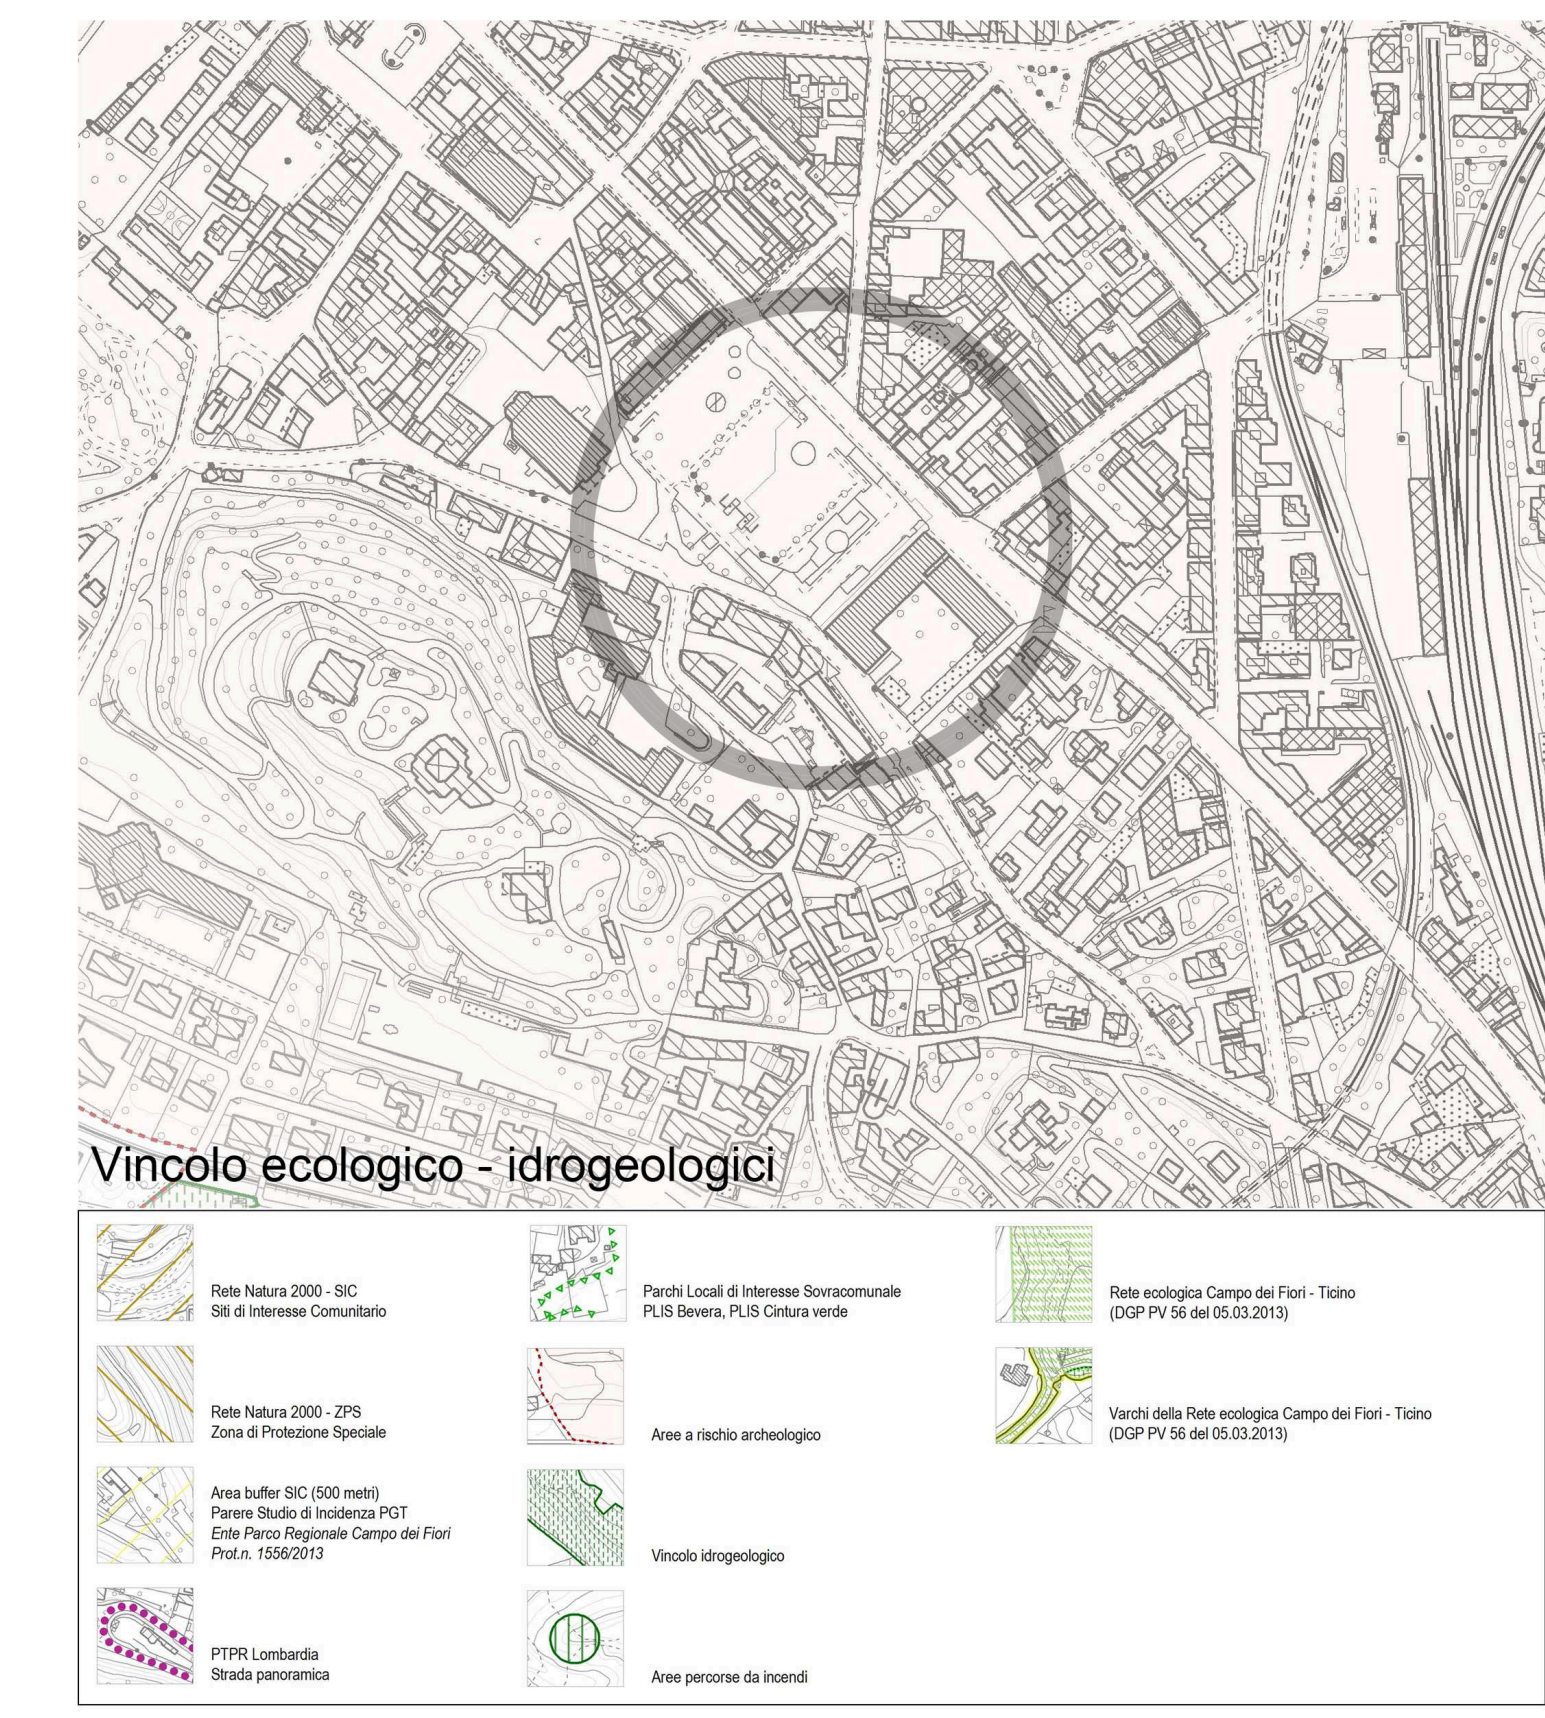 Vincolo ecologico - idrogeologici
Rete Natura 2000 - SIC
Siti di Interesse Comunitario
Rete Natura 2000 - ZPS
Zona di Protezione Speciale
Area buffer SIC (500 metri)
Parere Studio di Incidenza PGT
Ente Parco Regionale Campo dei Fiori
Prot.n. 1556/2013
PTPR Lombardia
Strada panoramica
Parchi Locali di Interesse Sovracomunale
PLIS Bevera, PLIS Cintura verde
Aree a rischio archeologico
Vincolo idrogeologico
Aree percorse da incendi
Rete ecologica Campo dei Fiori - Ticino
(DGP PV 56 del 05.03.2013)
Varchi della Rete ecologica Campo dei Fiori - Ticino
(DGP PV 56 del 05.03.2013)